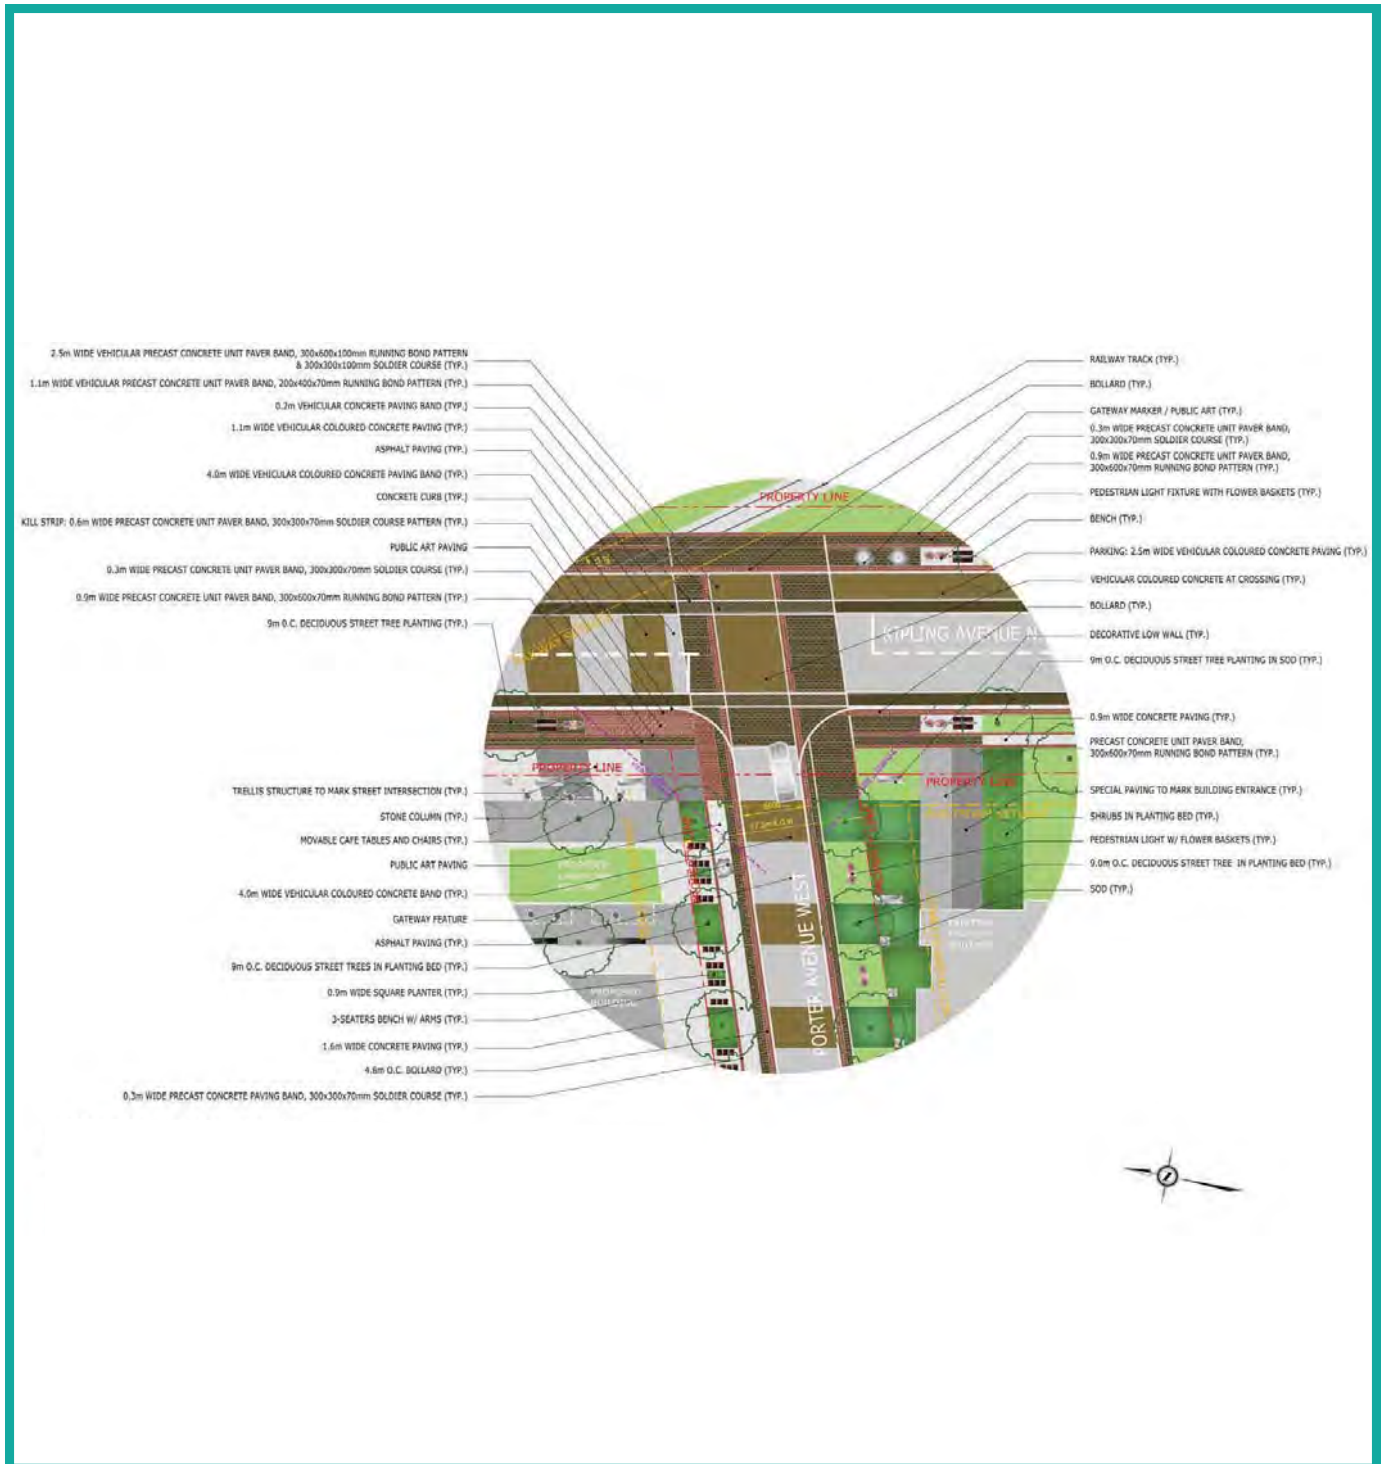 2.5m WIDE VEHICULAR PRECAST CONCRETE UNIT PAVER BAND, 300x600x100mm RUNNING BOND PATTERN
& 300x300x100mm SOLDIER COURSE (TYP.)
1.1m WIDE VEHICULAR PRECAST CONCRETE UNIT PAVER BAND, 200x400x70mm RUNNING BOND PATTERN (TYP.)
0.2m VEHICULAR CONCRETE PAVING BAND (TYP.)
1.1m WIDE VEHICULAR COLOURED CONCRETE PAVING (TYP.)
ASPHALT PAVING (TYP.)
4.0m WIDE VEHICULAR COLOURED CONCRETE PAVING BAND (TYP.)
CONCRETE CURB (TYP.)
KILL STRIP: 0.6m WIDE PRECAST CONCRETE UNIT PAVER BAND, 300x300x70mm SOLDIER COURSE PATTERN (TYP.)
PUBLIC ART PAVING
0.3m WIDE PRECAST CONCRETE UNIT PAVER BAND, 300x300x70mm SOLDIER COURSE (TYP.)
0.9m WIDE PRECAST CONCRETE UNIT PAVER BAND, 300x600x70mm RUNNING BOND PATTERN (TYP.)
9m O.C. DECIDUOUS STREET TREE PLANTING (TYP.)
TRELLIS STRUCTURE TO MARK STREET INTERSECTION (TYP.)
STONE COLUMN (TYP.)
MOVABLE CAFE TABLES AND CHAIRS (TYP.)
PUBLIC ART PAVING
4.0m WIDE VEHICULAR COLOURED CONCRETE BAND (TYP.)
GATEWAY FEATURE
ASPHALT PAVING (TYP.)
9m O.C. DECIDUOUS STREET TREES IN PLANTING BED (TYP.)
0.9m WIDE SQUARE PLANTER (TYP.)
3-SEATERS BENCH W/ ARMS (TYP.)
1.6m WIDE CONCRETE PAVING (TYP.)
4.6m O.C. BOLLARD (TYP.)
0.3m WIDE PRECAST CONCRETE PAVING BAND, 300x300x70mm SOLDIER COURSE (TYP.)
PROPERTY LINE
KIPLING AVENUE N.
PROPERTY LINE
PROPERTY LINE
PORTER AVENUE WEST
PROPOSED
BUILDING
RAILWAY TRACK (TYP.)
BOLLARD (TYP.)
GATEWAY MARKER / PUBLIC ART (TYP.)
0.3m WIDE PRECAST CONCRETE UNIT PAVER BAND,
300x300x70mm SOLDIER COURSE (TYP.)
0.9m WIDE PRECAST CONCRETE UNIT PAVER BAND,
300x600x70mm RUNNING BOND PATTERN (TYP.)
PEDESTRIAN LIGHT FIXTURE WITH FLOWER BASKETS (TYP.)
BENCH (TYP.)
PARKING: 2.5m WIDE VEHICULAR COLOURED CONCRETE PAVING (TYP.)
VEHICULAR COLOURED CONCRETE AT CROSSING (TYP.)
BOLLARD (TYP.)
DECORATIVE LOW WALL (TYP.)
9m O.C. DECIDUOUS STREET TREE PLANTING IN SOD (TYP.)
0.9m WIDE CONCRETE PAVING (TYP.)
PRECAST CONCRETE UNIT PAVER BAND,
300x600x70mm RUNNING BOND PATTERN (TYP.)
SPECIAL PAVING TO MARK BUILDING ENTRANCE (TYP.)
SHRUBS IN PLANTING BED (TYP.)
PEDESTRIAN LIGHT W/ FLOWER BASKETS (TYP.)
9.0m O.C. DECIDUOUS STREET TREE IN PLANTING BED (TYP.)
SOD (TYP.)